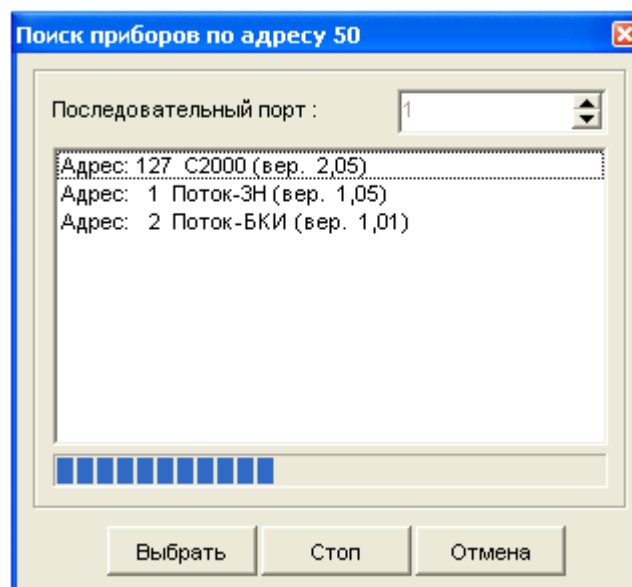 Поиск приборов по адресу 50
Последовательный порт : 1
Адрес: 127 С2000 (вер. 2,05)
Адрес: 1 Поток-3Н (вер. 1,05)
Адрес: 2 Поток-БКИ (вер. 1,01)
Выбрать Стоп Отмена